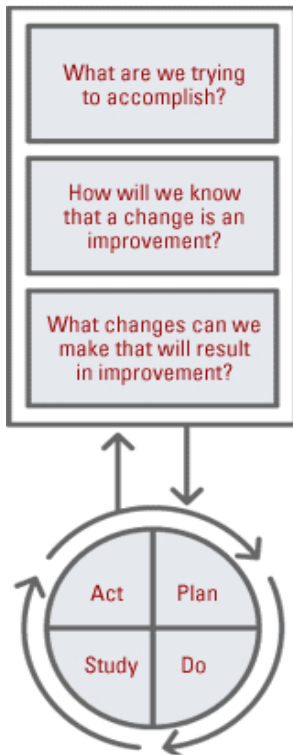 What are we trying
to accomplish?
How will we know
that a change is an
improvement?
What changes can we
make that will result
in improvement?
Act
Plan
Study
Do